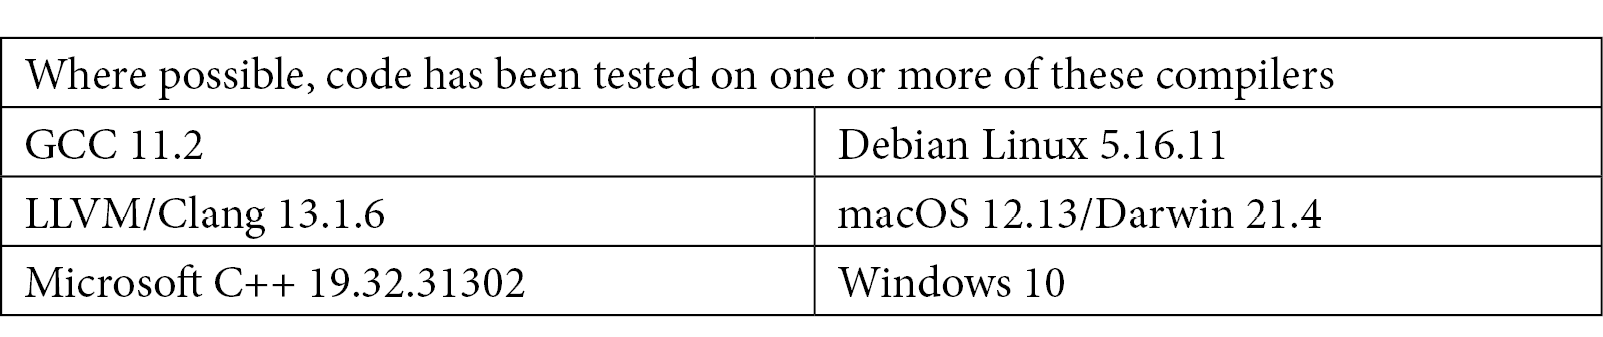 Where possible, code has been tested on one or more of these compilers
GCC 11.2 Debian Linux 5.16.11
LLVM/Clang 13.1.6 macOS 12.13/Darwin 21.4
Microsoft C++ 19.32.31302 Windows 10